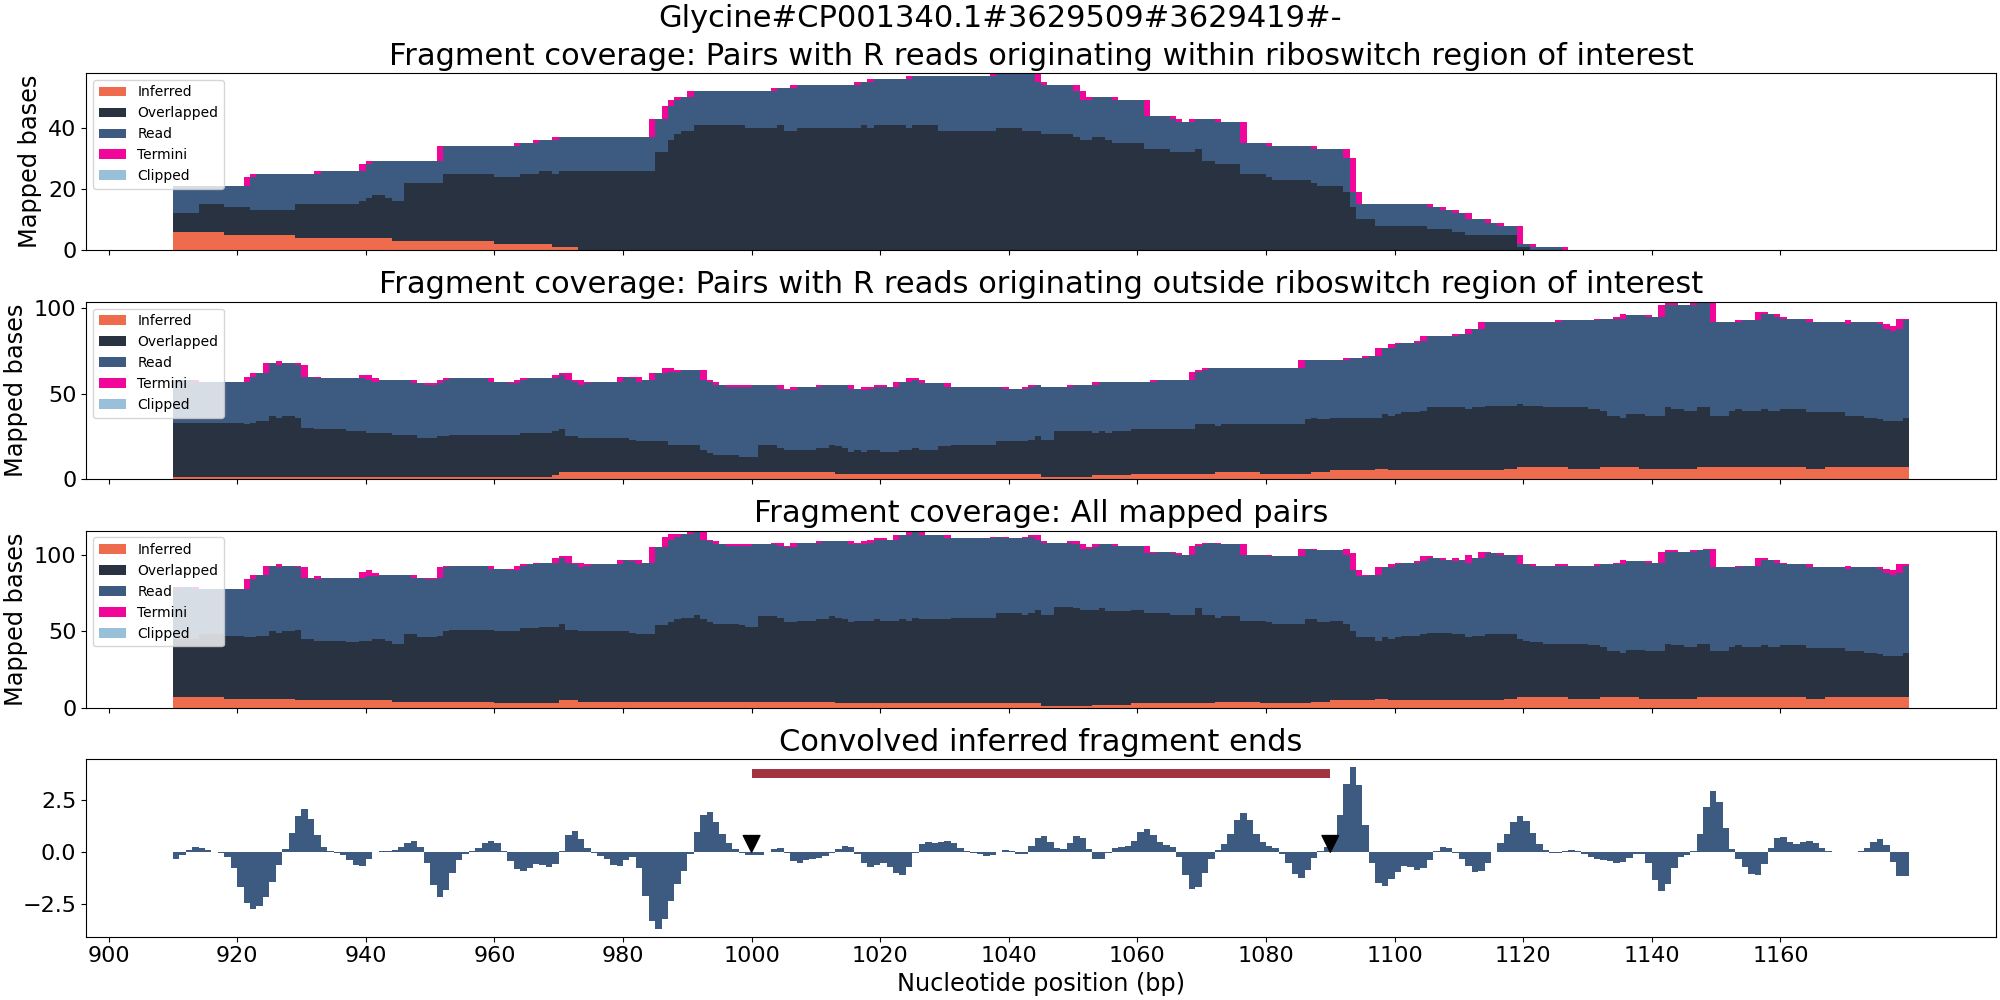 Glycine#CP001340.1#3629509#3629419#-
Fragment coverage: Pairs with R reads originating within riboswitch region of interest
Mapped bases
40
20
0
Inferred
Overlapped
Read
Termini
Clipped
Fragment coverage: Pairs with R reads originating outside riboswitch region of interest
Mapped bases
100
50
0
Inferred
Overlapped
Read
Termini
Clipped
Fragment coverage: All mapped pairs
Mapped bases
100
50
0
Inferred
Overlapped
Read
Termini
Clipped
Convolved inferred fragment ends
2.5
0.0
−2.5
900 920 940 960 980 1000 1020 1040 1060 1080 1100 1120 1140 1160
Nucleotide position (bp)